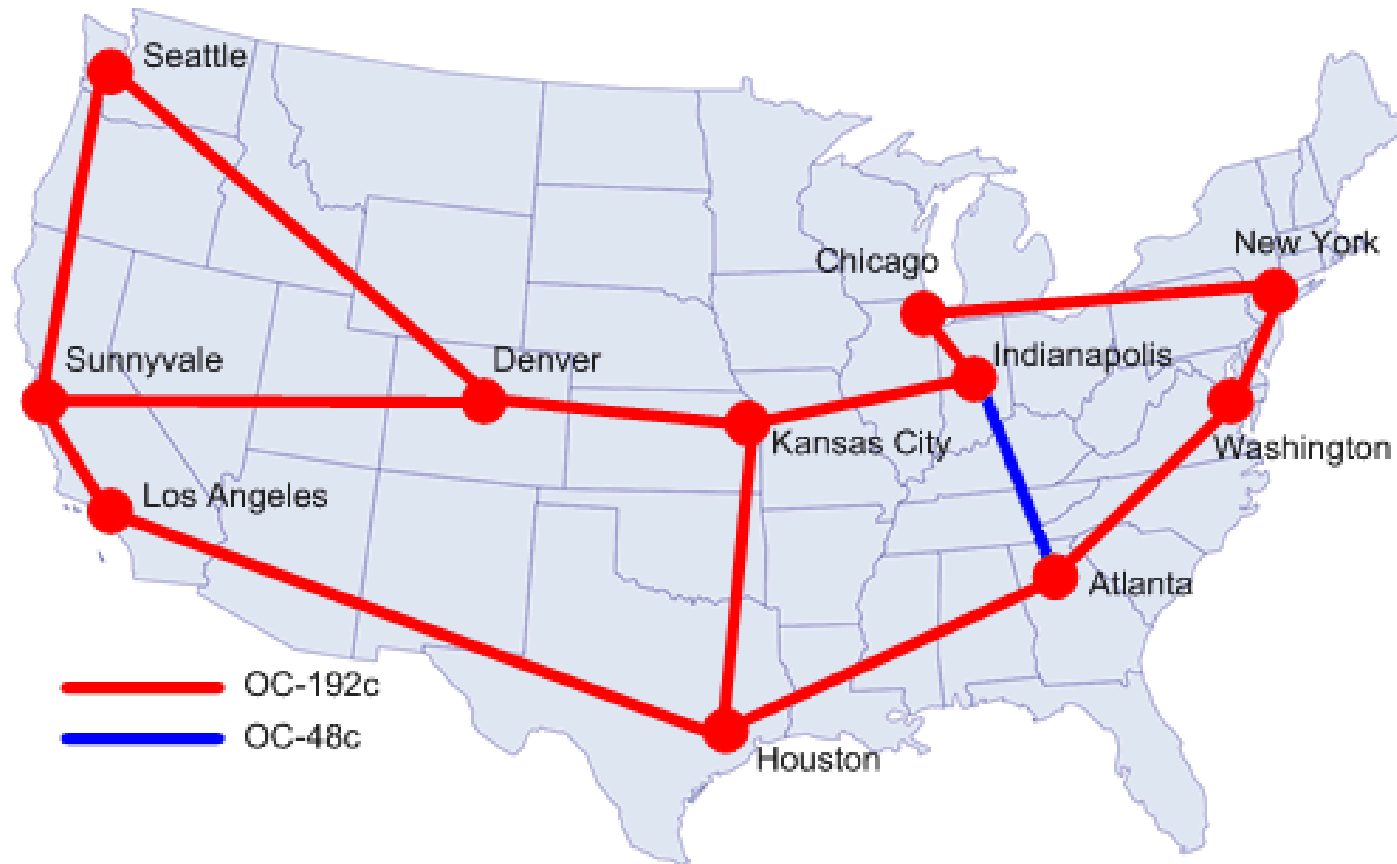 Seattle
New York
Chicago
Sunnyvale
Denver
Indianapolis
Kansas City
Washington
Los Angeles
Atlanta
OC-192c
OC-48c
Houston